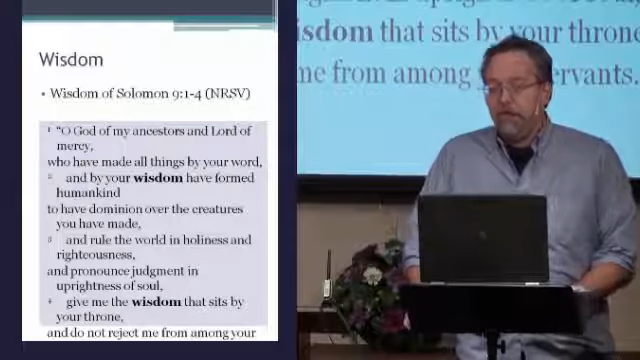 Wisdom
• Wisdom of Solomon 9:1-4 (NRSV)
1 “O God of my ancestors and Lord of
mercy,
who have made all things by your word,
2 and by your wisdom have formed
humankind
to have dominion over the creatures
you have made,
3 and rule the world in holiness and
righteousness,
and pronounce judgment in
uprightness of soul,
4 give me the wisdom that sits by
your throne,
and do not reject me from among your
isdom that sits by your throne
me from among servants.